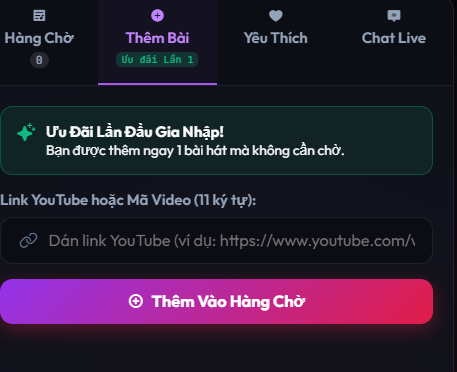 Hàng Chờ
0
Thêm Bài
Ưu đãi Lần 1
Yêu Thích
Chat Live
Ưu Đãi Lần Đầu Gia Nhập!
Bạn được thêm ngay 1 bài hát mà không cần chờ.
Link YouTube hoặc Mã Video (11 ký tự):
Dán link YouTube (ví dụ: https://www.youtube.com/
Thêm Vào Hàng Chờ